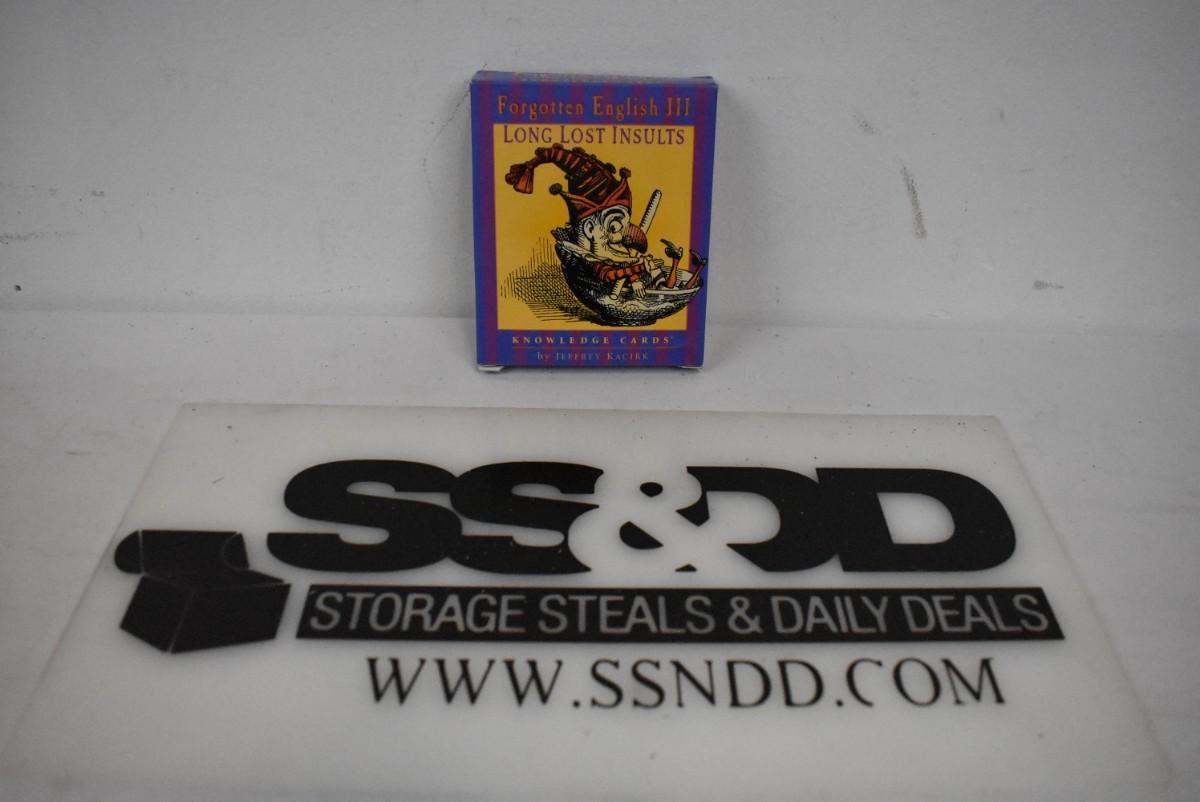 Forgotten English III
LONG LOST INSULTS
KNOWLEDGE CARDS®
by JEFFREY KACIRK
SS&DD
STORAGE STEALS & DAILY DEALS
WWW.SSNDD.COM